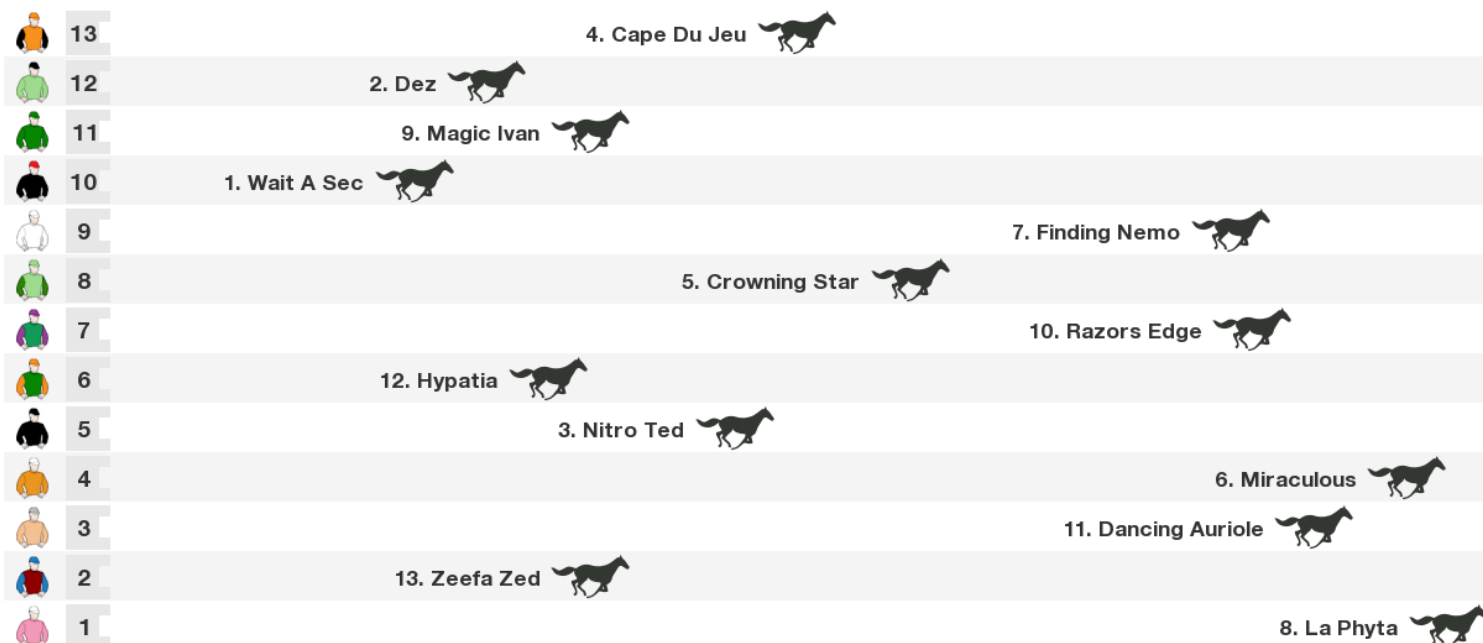 13 4. Cape Du Jeu
12 2. Dez
11 9. Magic Ivan
10 1. Wait A Sec
9 7. Finding Nemo
8 5. Crowning Star
7 10. Razors Edge
6 12. Hypatia
5 3. Nitro Ted
4 6. Miraculous
3 11. Dancing Auriole
2 13. Zeefa Zed
1 8. La Phyta